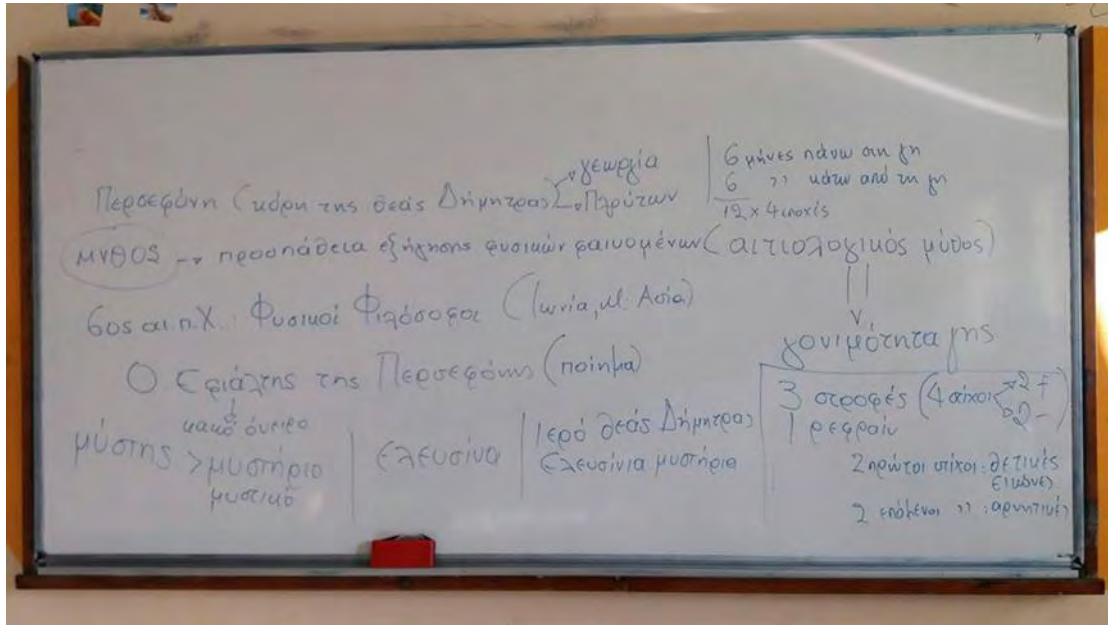 γεωργία
Περσεφόνη (κόρη της θεάς Δήμητρας)
Πλούτων
6 μήνες πάνω στη γη
6 ,, κάτω από τη γη
12 x 4 εποχές
ΜΥΘΟΣ → προσπάθεια εξήγησης φυσικών φαινομένων (αιτιολογικός μύθος)
γονιμότητα γης
6ος αι. π.Χ. Φυσικοί Φιλόσοφοι (Ιωνία, Μ. Ασία)
Ο Εφιάλτης της Περσεφόνης (ποίημα)
κακό όνειρο
μύστης > μυστήριο
μυστικό
Ελευσίνα
Ιερό θεάς Δήμητρας
Ελευσίνια μυστήρια
3 στροφές (4 στίχοι 2 + 2 -)
1 ρεφραίν
2 πρώτοι στίχοι: θετικές
εικόνες
2 επόμενοι ,, : αρνητικές